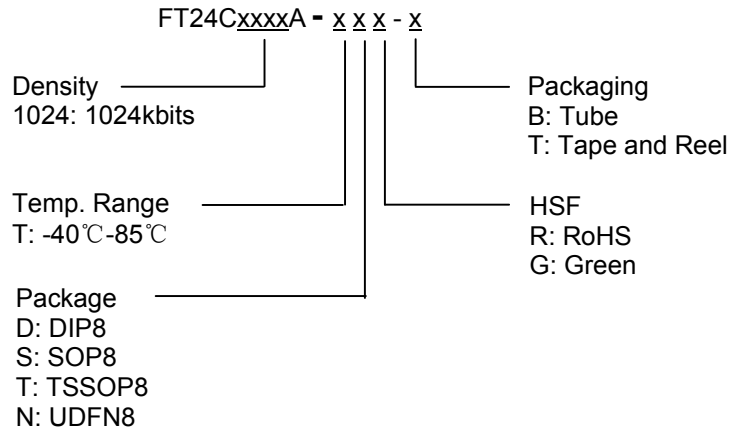 FT24CxxxxA - x x x - x
Density
1024: 1024kbits
Packaging
B: Tube
T: Tape and Reel
Temp. Range
T: -40℃-85℃
HSF
R: RoHS
G: Green
Package
D: DIP8
S: SOP8
T: TSSOP8
N: UDFN8